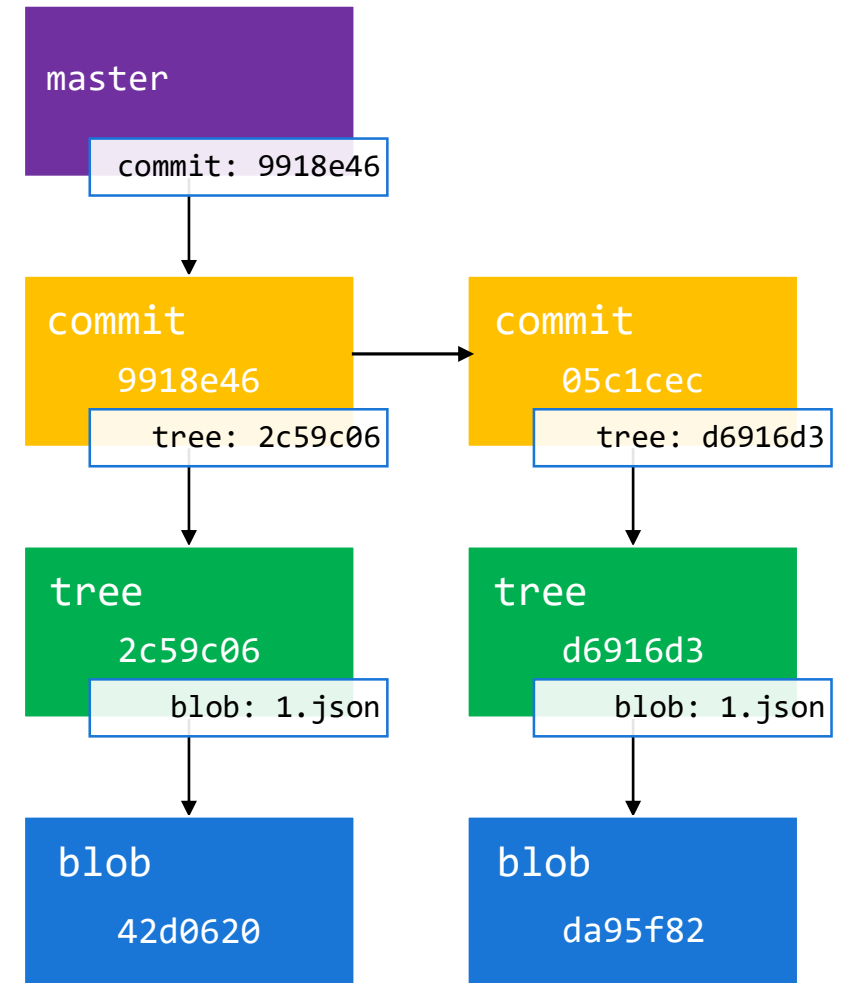 master
commit: 9918e46
commit
9918e46
tree: 2c59c06
commit
05c1cec
tree: d6916d3
tree
2c59c06
blob: 1.json
tree
d6916d3
blob: 1.json
blob
42d0620
blob
da95f82